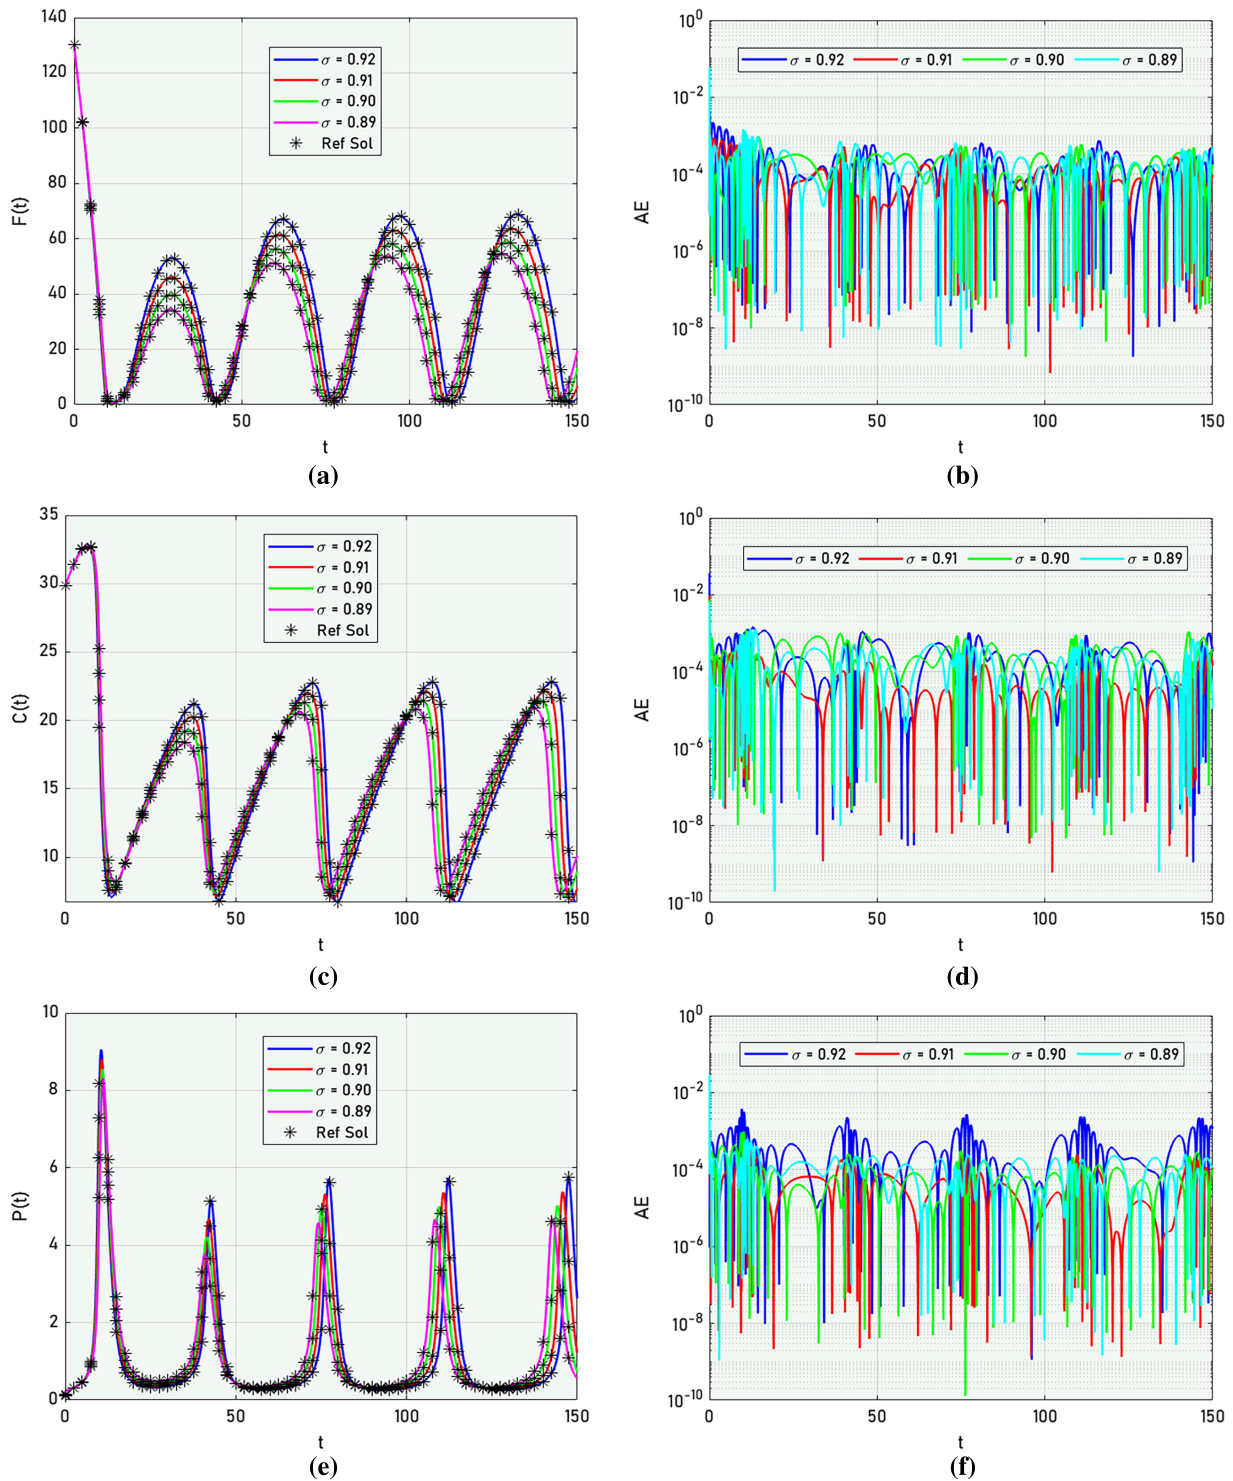 140
120
100
80
60
40
20
0
F(t)
σ = 0.92
σ = 0.91
σ = 0.90
σ = 0.89
Ref Sol
0
50
100
150
t
(a)
10^0
10^-2
10^-4
10^-6
10^-8
10^-10
AE
σ = 0.92 σ = 0.91 σ = 0.90 σ = 0.89
0
50
100
150
t
(b)
35
30
25
20
15
10
C(t)
σ = 0.92
σ = 0.91
σ = 0.90
σ = 0.89
Ref Sol
0
50
100
150
t
(c)
10^0
10^-2
10^-4
10^-6
10^-8
10^-10
AE
σ = 0.92 σ = 0.91 σ = 0.90 σ = 0.89
0
50
100
150
t
(d)
10
8
6
4
2
0
P(t)
σ = 0.92
σ = 0.91
σ = 0.90
σ = 0.89
Ref Sol
0
50
100
150
t
(e)
10^0
10^-2
10^-4
10^-6
10^-8
10^-10
AE
σ = 0.92 σ = 0.91 σ = 0.90 σ = 0.89
0
50
100
150
t
(f)